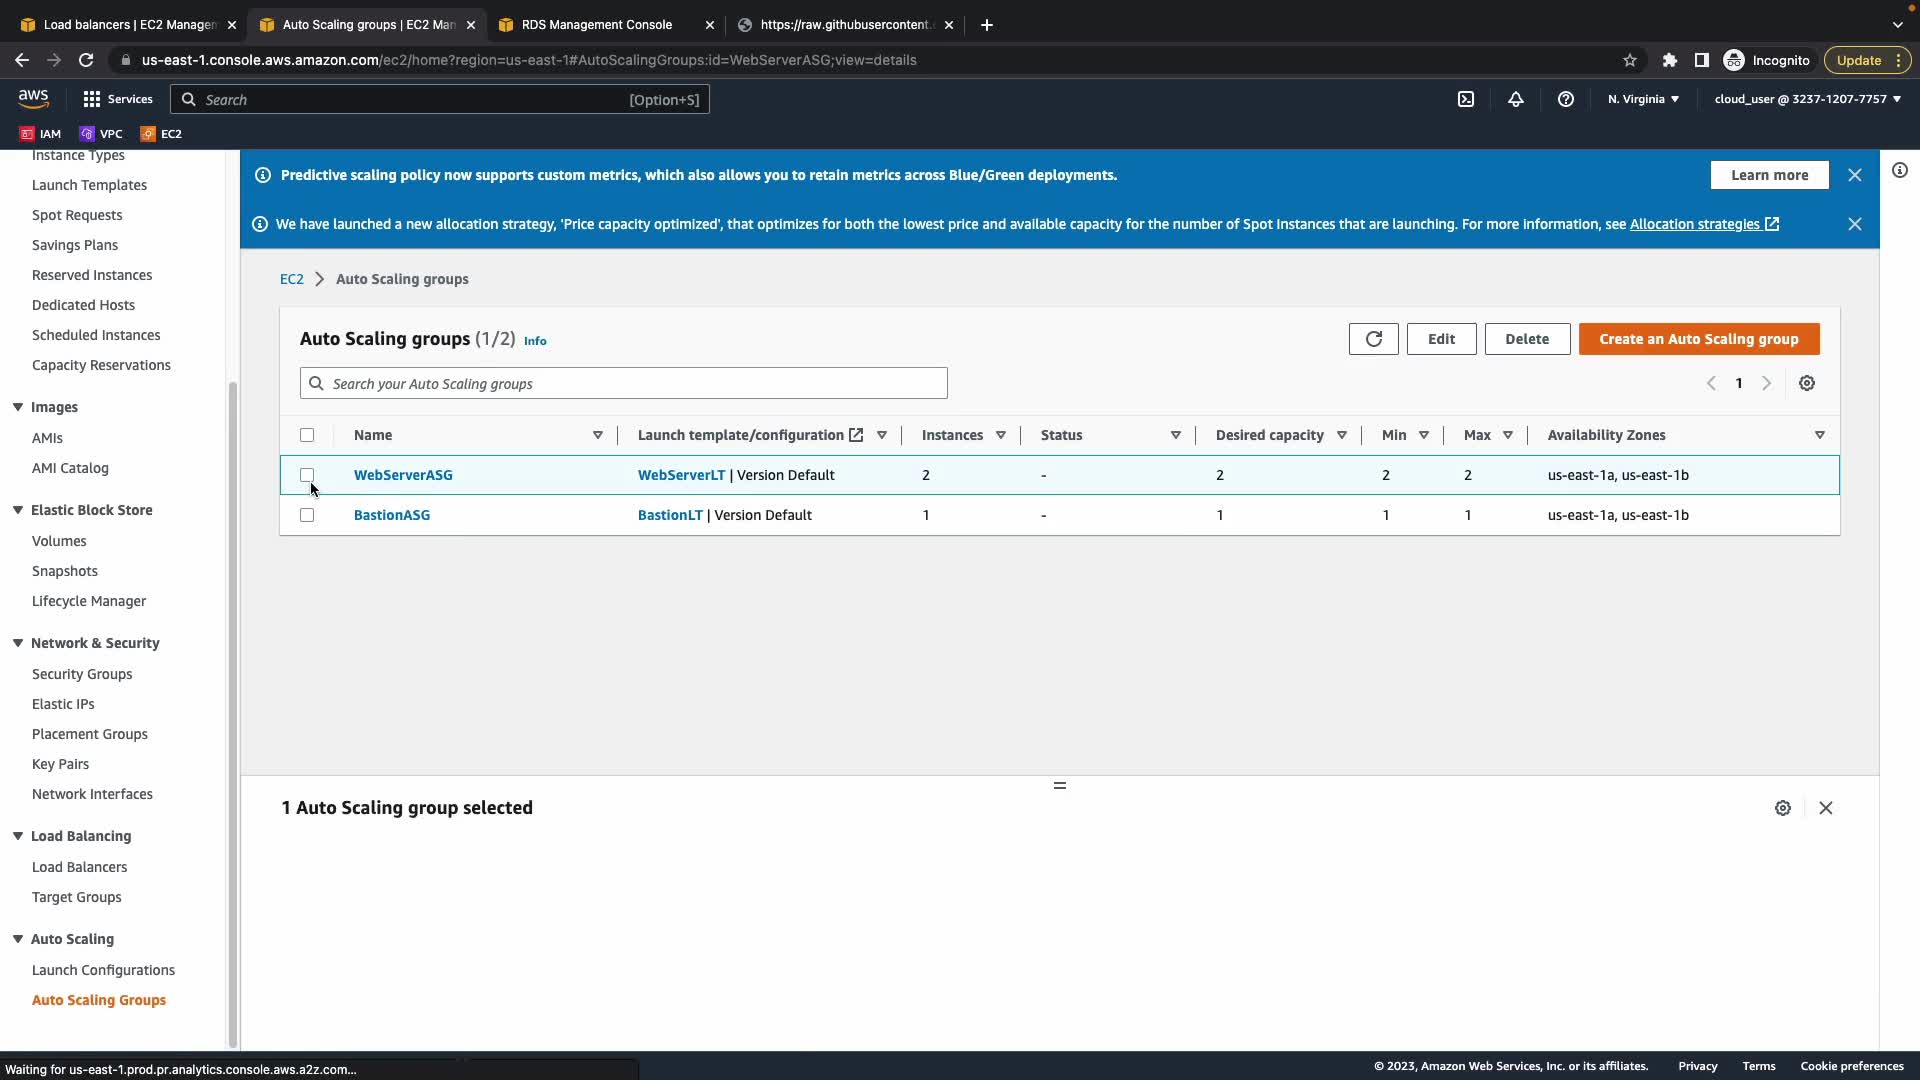 Load balancers | EC2 Managem
Auto Scaling groups | EC2 Man
RDS Management Console
https://raw.githubusercontent.
us-east-1.console.aws.amazon.com/ec2/home?region=us-east-1#AutoScalingGroups:id=WebServerASG;view=details
Incognito
Update
aws
Services
Search
[Option+S]
N. Virginia
cloud_user @ 3237-1207-7757
IAM
VPC
EC2
Instance Types
Launch Templates
Spot Requests
Savings Plans
Reserved Instances
Dedicated Hosts
Scheduled Instances
Capacity Reservations
Images
AMIs
AMI Catalog
Elastic Block Store
Volumes
Snapshots
Lifecycle Manager
Network & Security
Security Groups
Elastic IPs
Placement Groups
Key Pairs
Network Interfaces
Load Balancing
Load Balancers
Target Groups
Auto Scaling
Launch Configurations
Auto Scaling Groups
Predictive scaling policy now supports custom metrics, which also allows you to retain metrics across Blue/Green deployments.
Learn more
We have launched a new allocation strategy, 'Price capacity optimized', that optimizes for both the lowest price and available capacity for the number of Spot Instances that are launching. For more information, see Allocation strategies
EC2 > Auto Scaling groups
Auto Scaling groups (1/2) Info
Edit
Delete
Create an Auto Scaling group
Search your Auto Scaling groups
1
Name Launch template/configuration Instances Status Desired capacity Min Max Availability Zones
WebServerASG WebServerLT | Version Default 2 - 2 2 2 us-east-1a, us-east-1b
BastionASG BastionLT | Version Default 1 - 1 1 1 us-east-1a, us-east-1b
1 Auto Scaling group selected
Waiting for us-east-1.prod.pr.analytics.console.aws.a2z.com...
© 2023, Amazon Web Services, Inc. or its affiliates.
Privacy
Terms
Cookie preferences